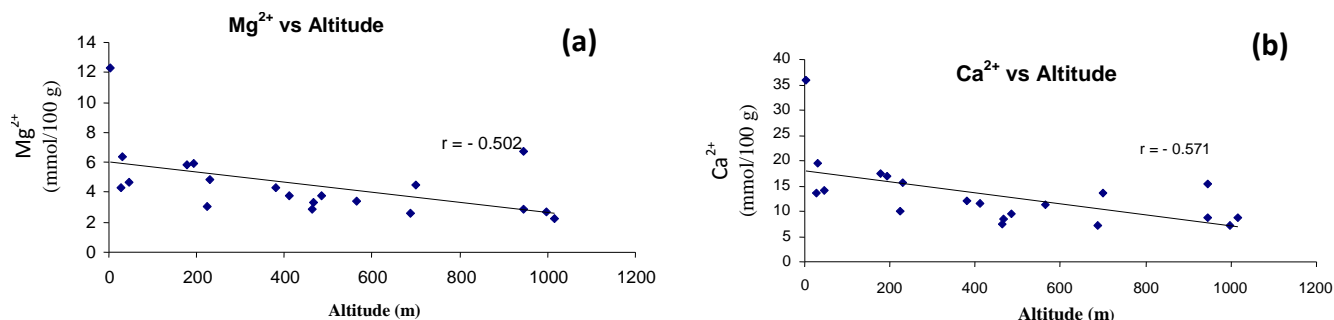 Mg2+ vs Altitude
(a)
14
12
10
8
6
4
2
0
Mg2+
(mmol/100 g)
r = - 0.502
0 200 400 600 800 1000 1200
Altitude (m)
(b)
Ca2+ vs Altitude
40
35
30
25
20
15
10
5
0
Ca2+
(mmol/100 g)
r = - 0.571
0 200 400 600 800 1000 1200
Altitude (m)